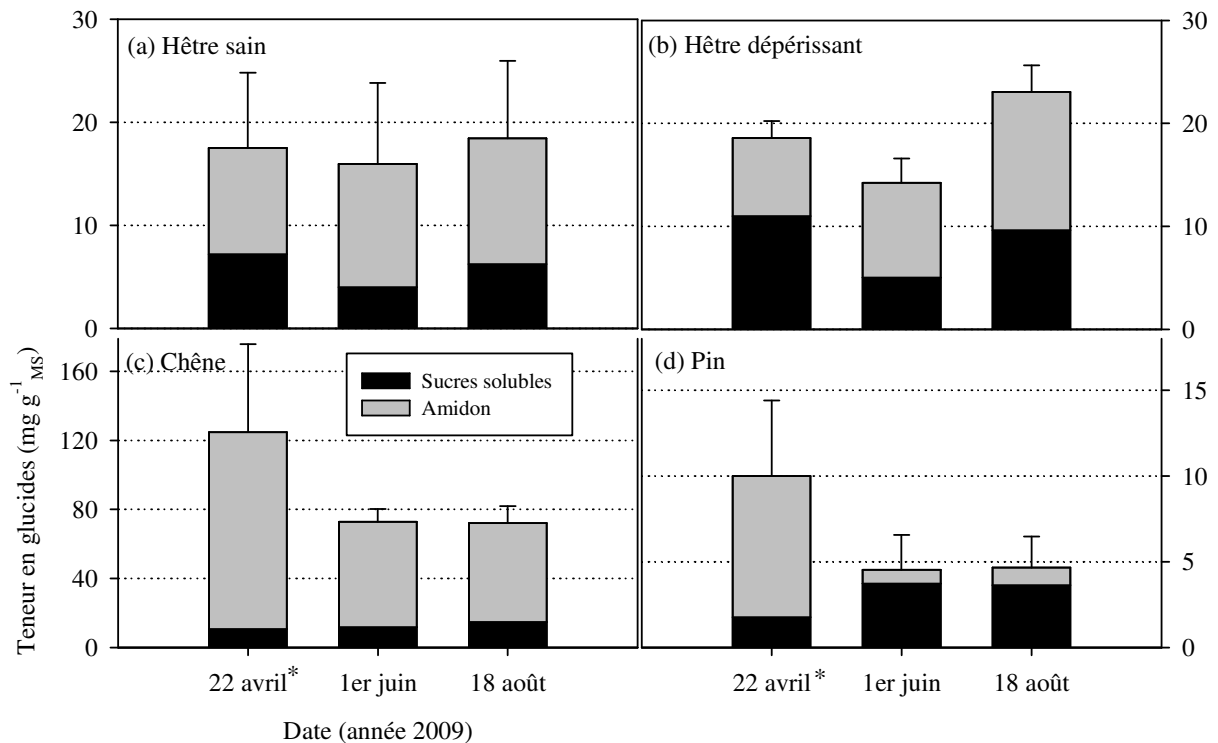 30
20
10
0
(a) Hêtre sain
(b) Hêtre dépérissant
30
20
10
0
160
120
80
40
0
(c) Chêne
Sucres solubles
Amidon
(d) Pin
15
10
5
0
Teneur en glucides (mg g-1 MS)
22 avril* 1er juin 18 août
22 avril* 1er juin 18 août
Date (année 2009)